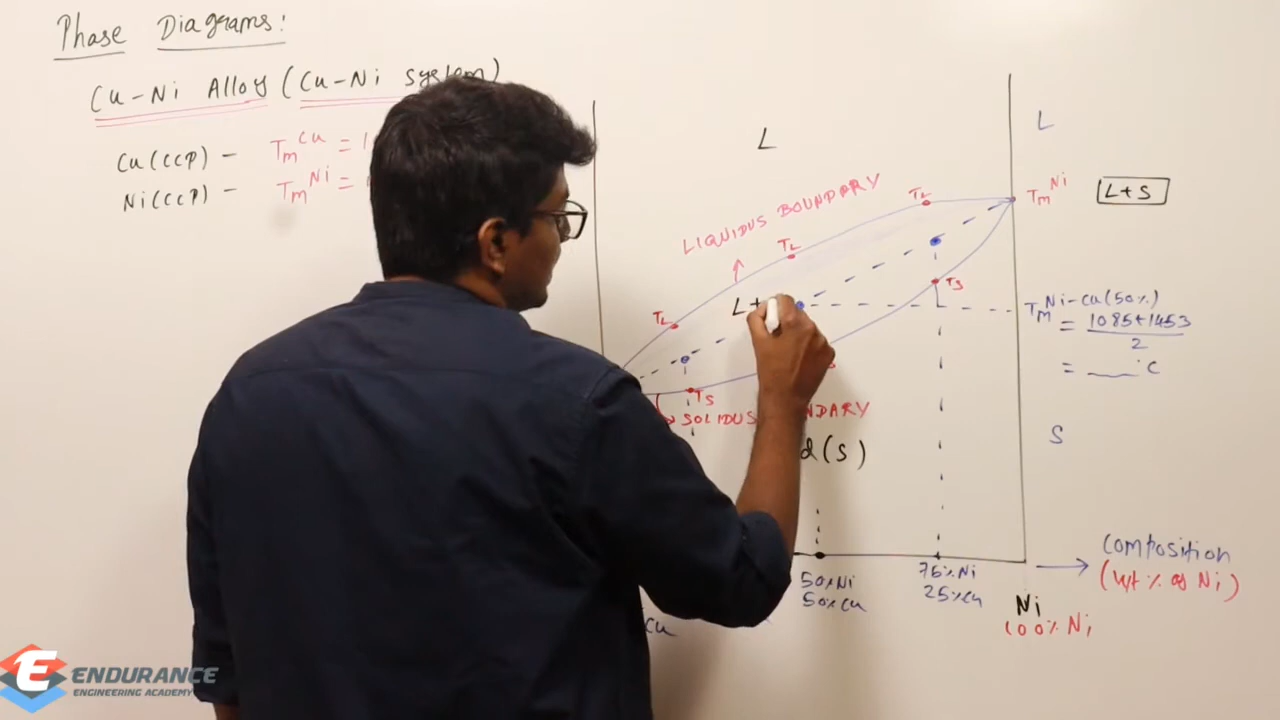 Phase Diagrams:
Cu-Ni Alloy (Cu-Ni system)
Cu(CCP) - Tm^Cu = 1
Ni(CCP) - Tm^Ni =
L
L
LIQUIDUS BOUNDARY
TL
TL
TL
Tm^Ni
L+S
L+
TS
Tm^Ni-Cu(50%)
= 1085+1453
2
= ___°C
TS
SOLIDUS BOUNDARY
d(S)
S
50%Ni
50%Cu
75%Ni
25%Cu
Cu
Ni
100% Ni
Composition
(wt % of Ni)
ENDURANCE
ENGINEERING ACADEMY